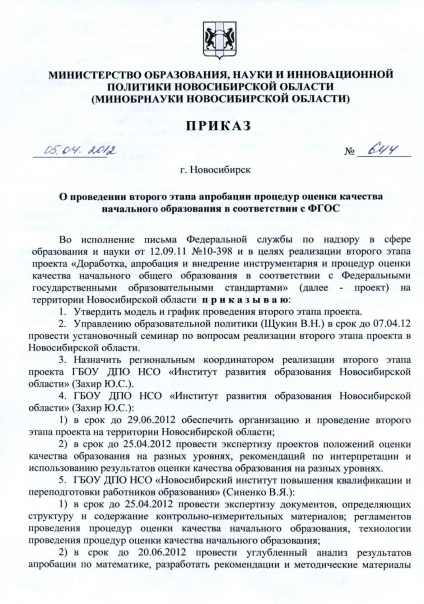 МИНИСТЕРСТВО ОБРАЗОВАНИЯ, НАУКИ И ИННОВАЦИОННОЙ
ПОЛИТИКИ НОВОСИБИРСКОЙ ОБЛАСТИ
(МИНОБРНАУКИ НОВОСИБИРСКОЙ ОБЛАСТИ)
ПРИКАЗ
05.04.2012 № 644
г. Новосибирск
О проведении второго этапа апробации процедур оценки качества
начального образования в соответствии с ФГОС
Во исполнение письма Федеральной службы по надзору в сфере
образования и науки от 12.09.11 №10-398 и в целях реализации второго этапа
проекта «Доработка, апробация и внедрение инструментария и процедур оценки
качества начального общего образования в соответствии с Федеральными
государственными образовательными стандартами» (далее - проект) на
территории Новосибирской области п р и к а з ы в а ю:
1. Утвердить модель и график проведения второго этапа проекта.
2. Управлению образовательной политики (Щукин В.Н.) в срок до 07.04.12
провести установочный семинар по вопросам реализации второго этапа проекта в
Новосибирской области.
3. Назначить региональным координатором реализации второго этапа
проекта ГБОУ ДПО НСО «Институт развития образования Новосибирской
области» (Захир Ю.С.).
4. ГБОУ ДПО НСО «Институт развития образования Новосибирской
области» (Захир Ю.С.):
1) в срок до 29.06.2012 обеспечить организацию и проведение второго
этапа проекта на территории Новосибирской области;
2) в срок до 25.04.2012 провести экспертизу проектов положений оценки
качества образования на разных уровнях, рекомендаций по интерпретации и
использованию результатов оценки качества образования на разных уровнях.
5. ГБОУ ДПО НСО «Новосибирский институт повышения квалификации и
переподготовки работников образования» (Синенко В.Я.):
1) в срок до 25.04.2012 провести экспертизу документов, определяющих
структуру и содержание контрольно-измерительных материалов; регламентов
проведения процедур оценки качества начального образования, технологии
проведения процедур оценки качества начального образования;
2) в срок до 20.06.2012 провести углубленный анализ результатов
апробации по математике, разработать рекомендации и методические материалы